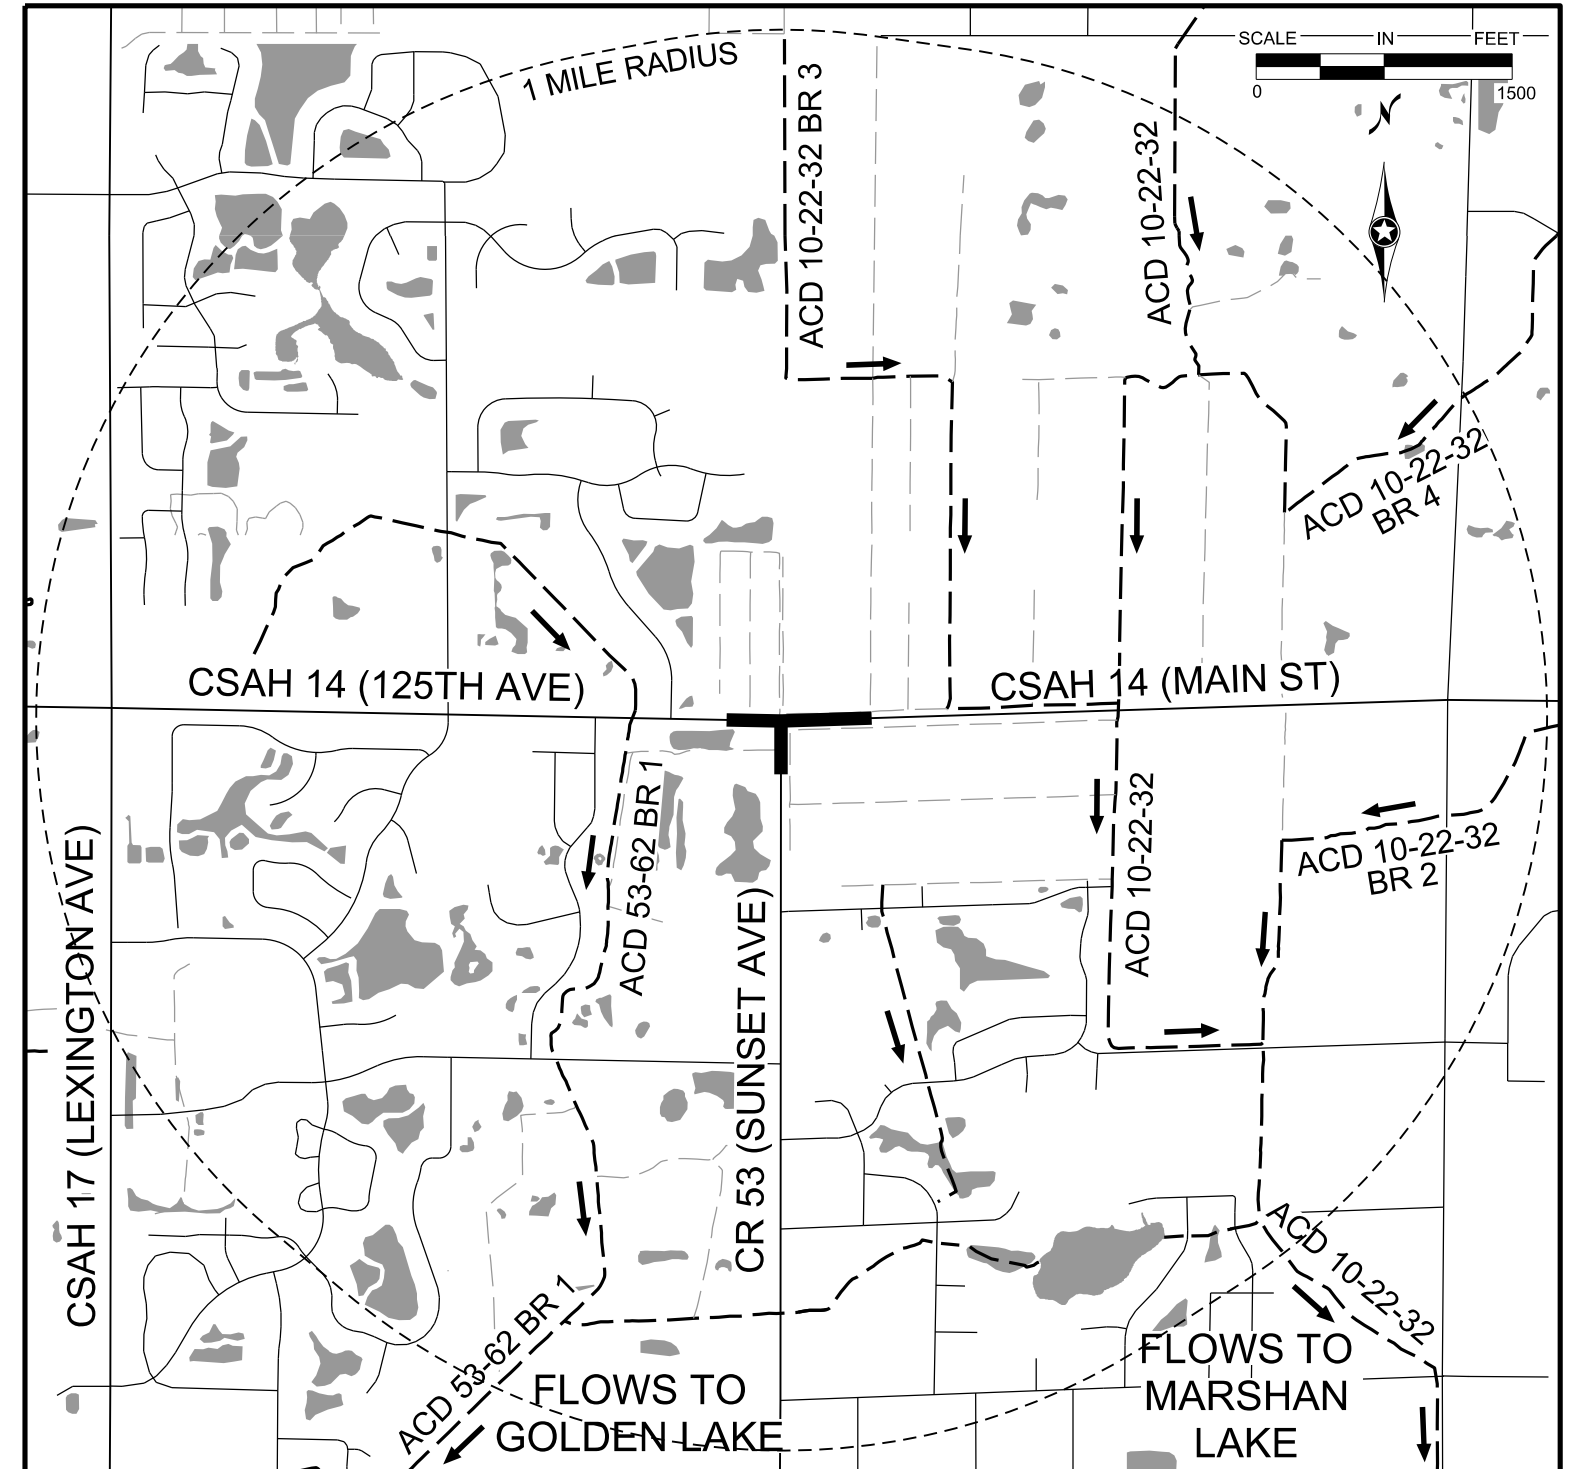 SCALE IN FEET
0 1500
N
1 MILE RADIUS
ACD 10-22-32 BR 3
ACD 10-22-32
ACD 10-22-32
BR 4
CSAH 14 (125TH AVE)
CSAH 14 (MAIN ST)
ACD 53-62 BR 1
ACD 10-22-32
ACD 10-22-32
BR 2
CSAH 17 (LEXINGTON AVE)
CR 53 (SUNSET AVE)
ACD 10-22-32
ACD 53-62 BR 1
FLOWS TO
GOLDEN LAKE
FLOWS TO
MARSHAN
LAKE